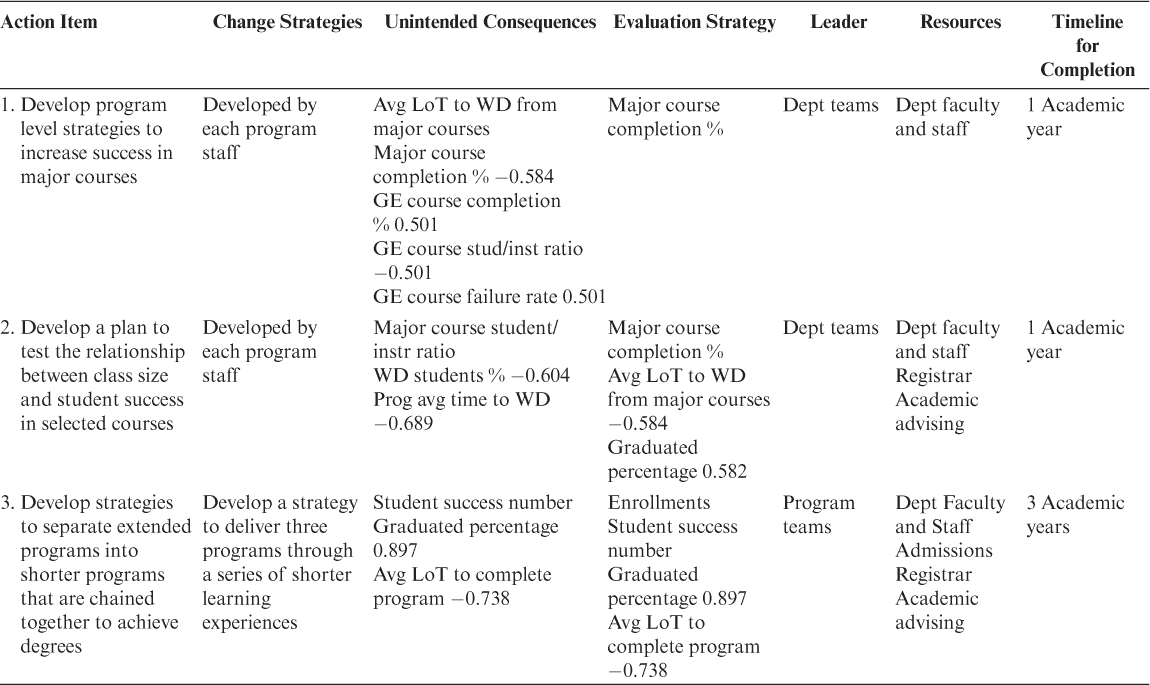 Action Item Change Strategies Unintended Consequences Evaluation Strategy Leader Resources Timeline
for
Completion
1. Develop program
level strategies to
increase success in
major courses
Developed by
each program
staff
Avg LoT to WD from
major courses
Major course
completion % −0.584
GE course completion
% 0.501
GE course stud/inst ratio
−0.501
GE course failure rate 0.501
Major course
completion %
Dept teams
Dept faculty
and staff
1 Academic
year
2. Develop a plan to
test the relationship
between class size
and student success
in selected courses
Developed by
each program
staff
Major course student/
instr ratio
WD students % −0.604
Prog avg time to WD
−0.689
Major course
completion %
Avg LoT to WD
from major courses
−0.584
Graduated
percentage 0.582
Dept teams
Dept faculty
and staff
Registrar
Academic
advising
1 Academic
year
3. Develop strategies
to separate extended
programs into
shorter programs
that are chained
together to achieve
degrees
Develop a strategy
to deliver three
programs through
a series of shorter
learning
experiences
Student success number
Graduated percentage
0.897
Avg LoT to complete
program −0.738
Enrollments
Student success
number
Graduated
percentage 0.897
Avg LoT to
complete program
−0.738
Program
teams
Dept Faculty
and Staff
Admissions
Registrar
Academic
advising
3 Academic
years